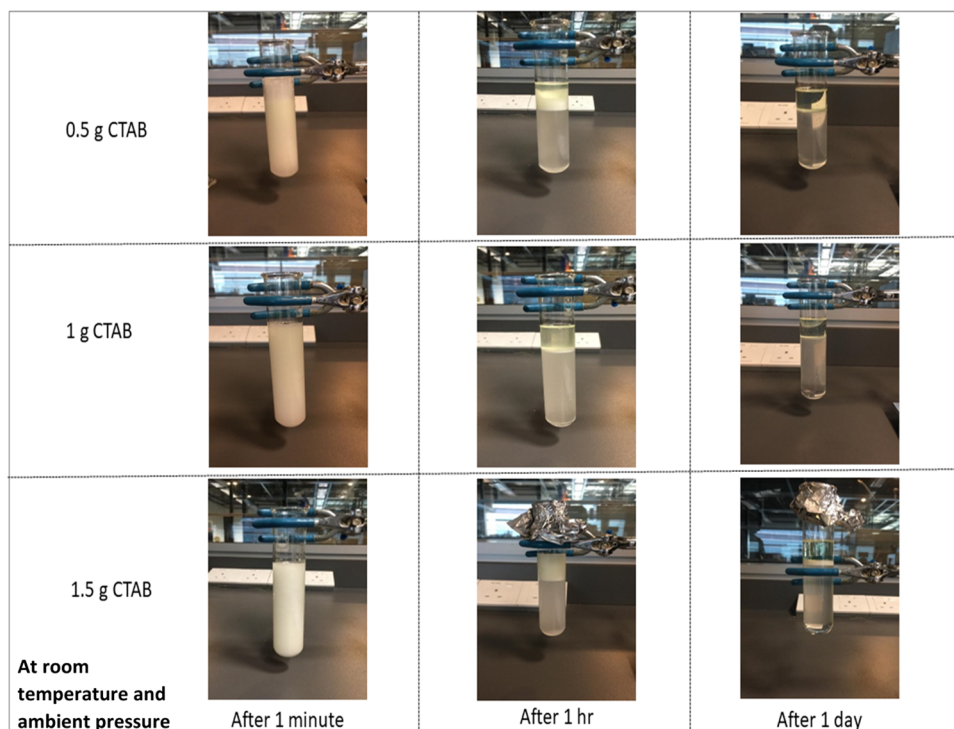 0.5 g CTAB
1 g CTAB
1.5 g CTAB
At room
temperature and
ambient pressure
After 1 minute
After 1 hr
After 1 day